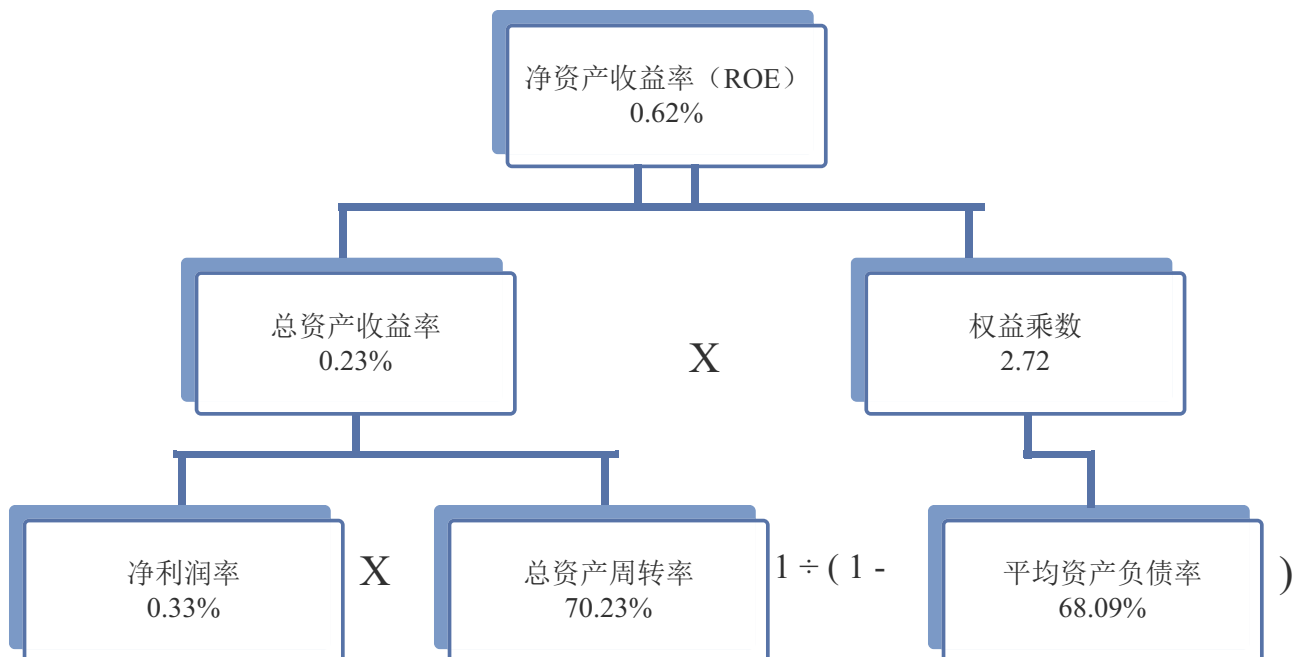 净资产收益率（ROE）
0.62%
总资产收益率
0.23%
X
权益乘数
2.72
净利润率
0.33%
X
总资产周转率
70.23%
1 ÷ ( 1 -
平均资产负债率
68.09%
)